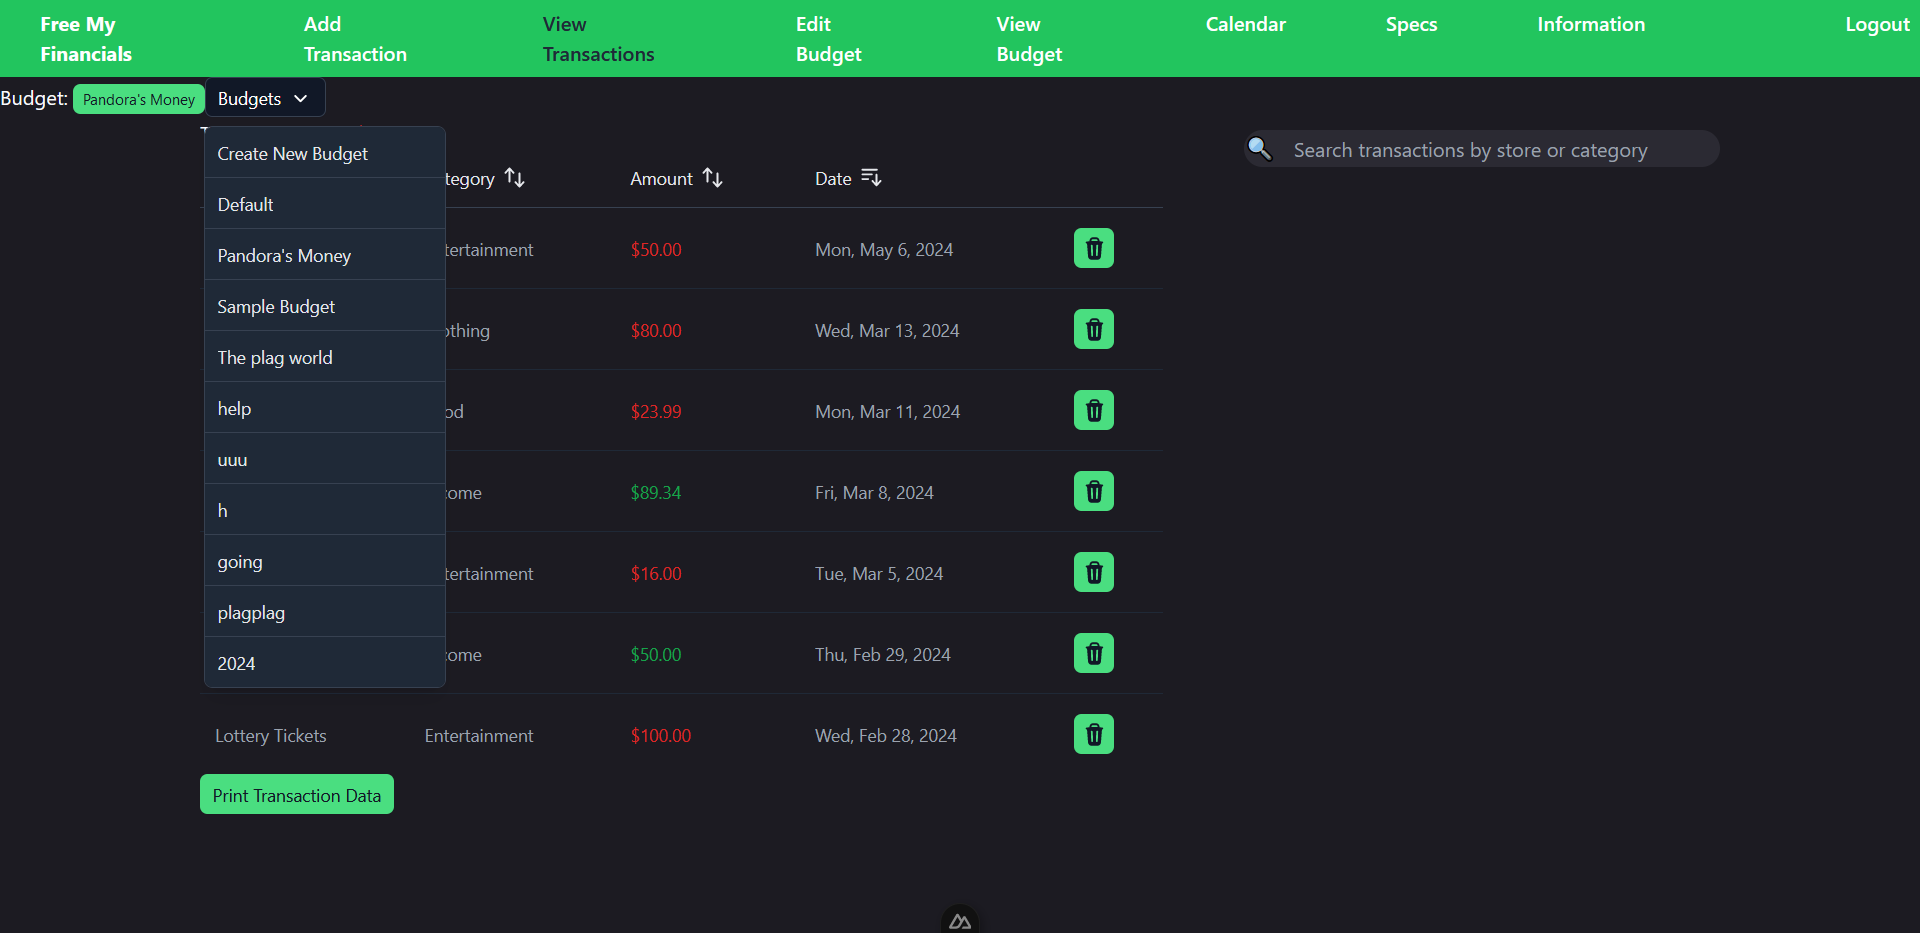 Free My Financials
Add Transaction
View Transactions
Edit Budget
View Budget
Calendar
Specs
Information
Logout
Budget: Pandora's Money Budgets
Search transactions by store or category
Create New Budget
Default
Pandora's Money
Sample Budget
The plag world
help
uuu
h
going
plagplag
2024
tegory Amount Date
tertainment $50.00 Mon, May 6, 2024
thing $80.00 Wed, Mar 13, 2024
od $23.99 Mon, Mar 11, 2024
come $89.34 Fri, Mar 8, 2024
tertainment $16.00 Tue, Mar 5, 2024
come $50.00 Thu, Feb 29, 2024
Lottery Tickets Entertainment $100.00 Wed, Feb 28, 2024
Print Transaction Data